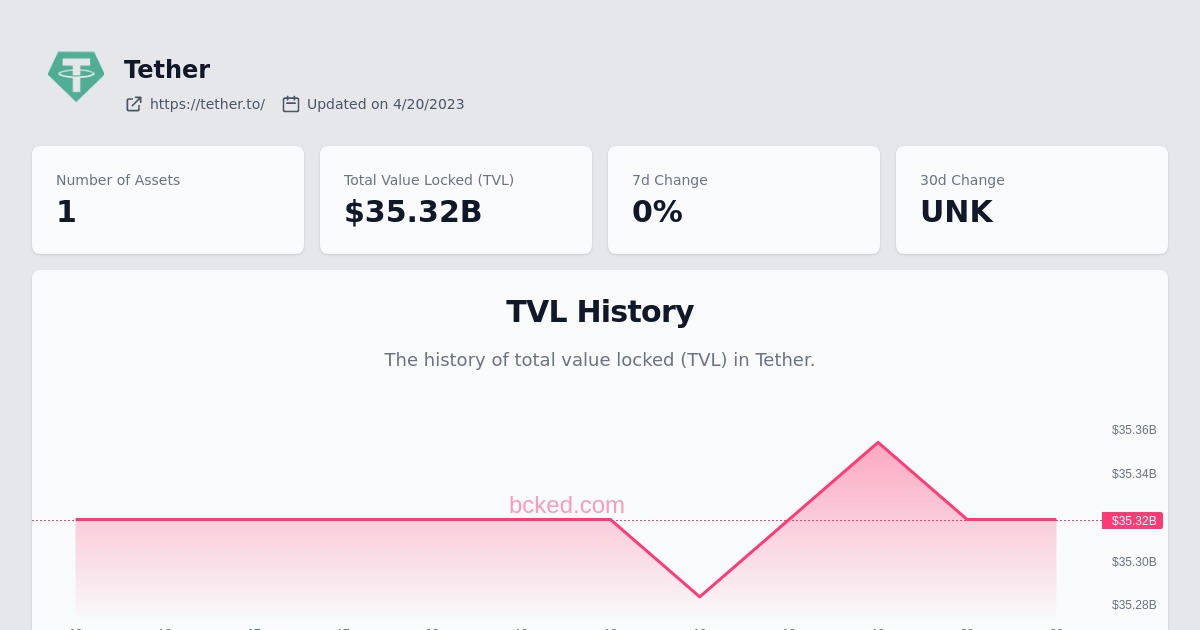 Tether
https://tether.to/ Updated on 4/20/2023
Number of Assets
1
Total Value Locked (TVL)
$35.32B
7d Change
0%
30d Change
UNK
TVL History
The history of total value locked (TVL) in Tether.
$35.36B
$35.34B
bcked.com
$35.32B
$35.30B
$35.28B